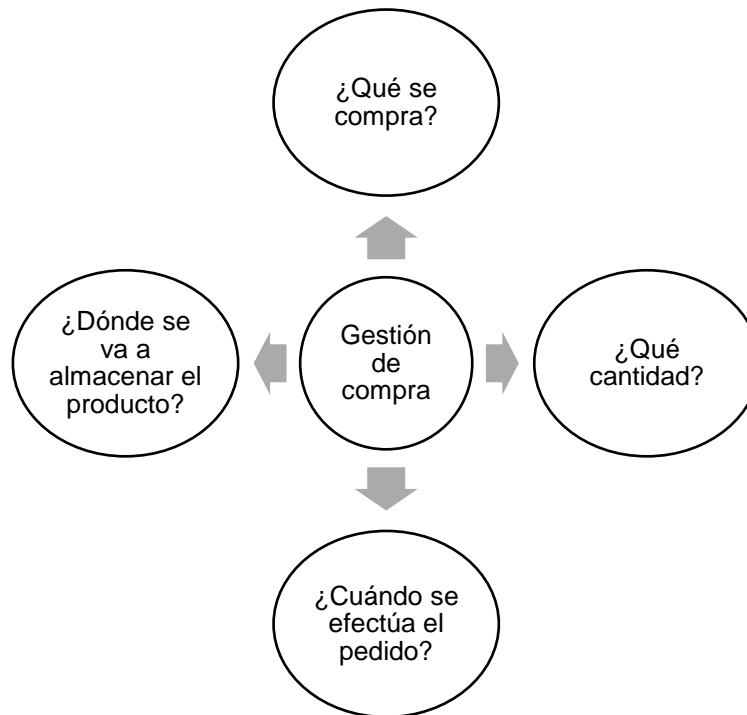 ¿Qué se
compra?
¿Dónde se
va a
almacenar el
producto?
Gestión
de
compra
¿Qué
cantidad?
¿Cuándo se
efectúa el
pedido?